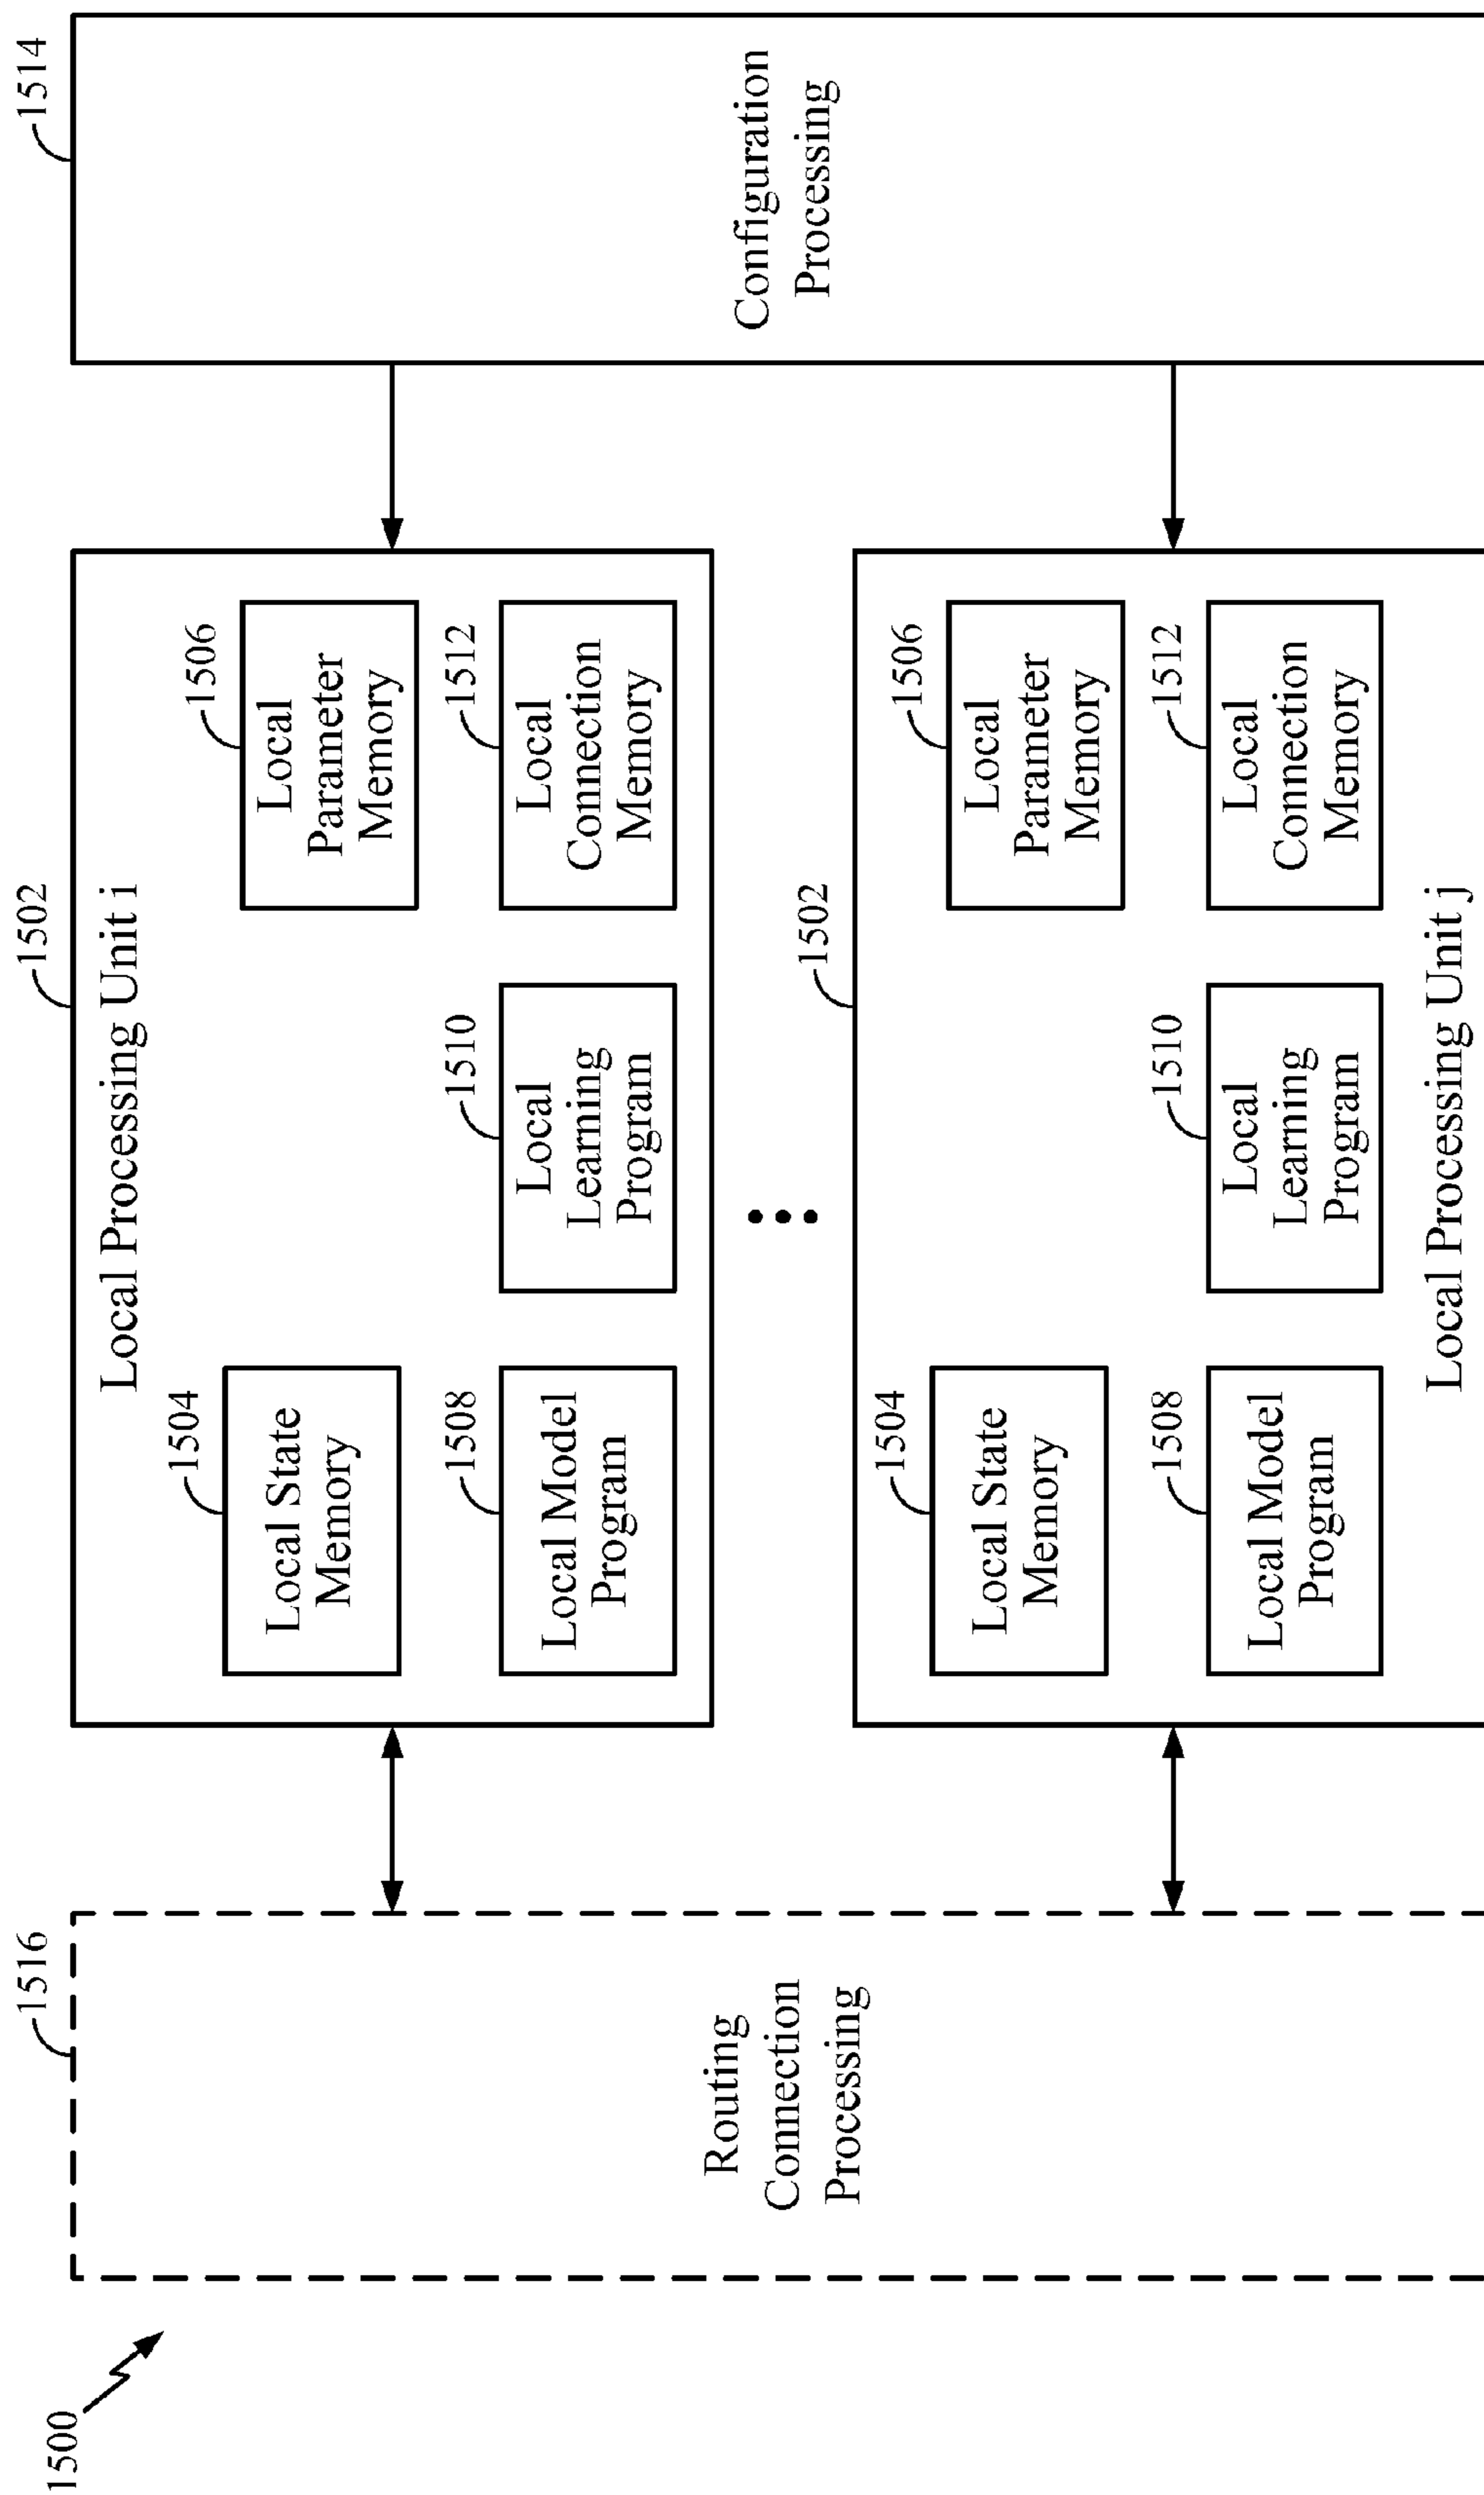 1500
1516
Routing
Connection
Processing
1502
Local Processing Unit i
1504
Local State
Memory
1506
Local
Parameter
Memory
1508
Local Model
Program
1510
Local
Learning
Program
1512
Local
Connection
Memory
1502
1504
Local State
Memory
1506
Local
Parameter
Memory
1508
Local Model
Program
1510
Local
Learning
Program
1512
Local
Connection
Memory
Local Processing Unit j
1514
Configuration
Processing